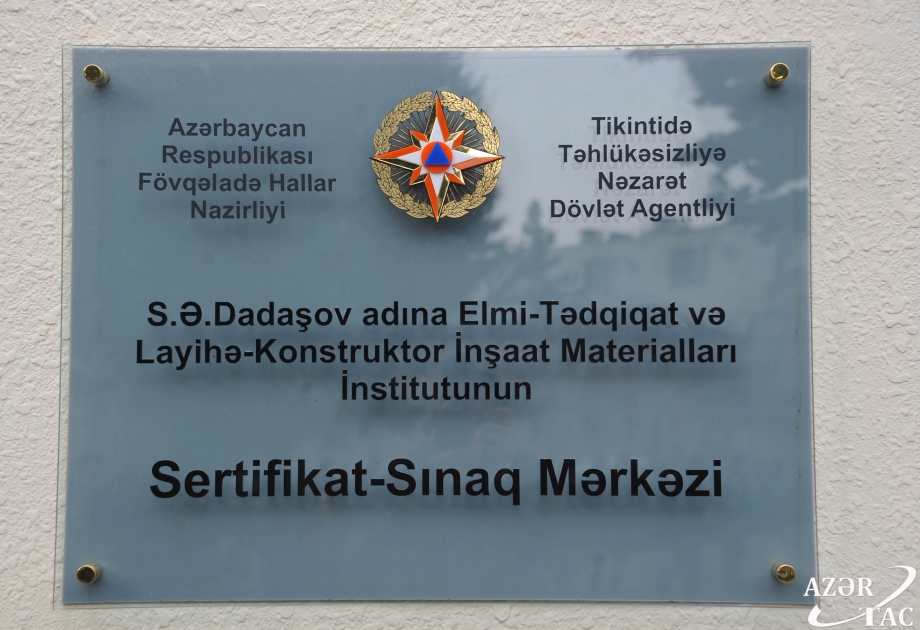 Azərbaycan
Respublikası
Fövqəladə Hallar
Nazirliyi
Tikintidə
Təhlükəsizliyə
Nəzarət
Dövlət Agentliyi
S.Ə.Dadaşov adına Elmi-Tədqiqat və
Layihə-Konstruktor İnşaat Materialları
İnstitutunun
Sertifikat-Sınaq Mərkəzi
AZƏR
TAC